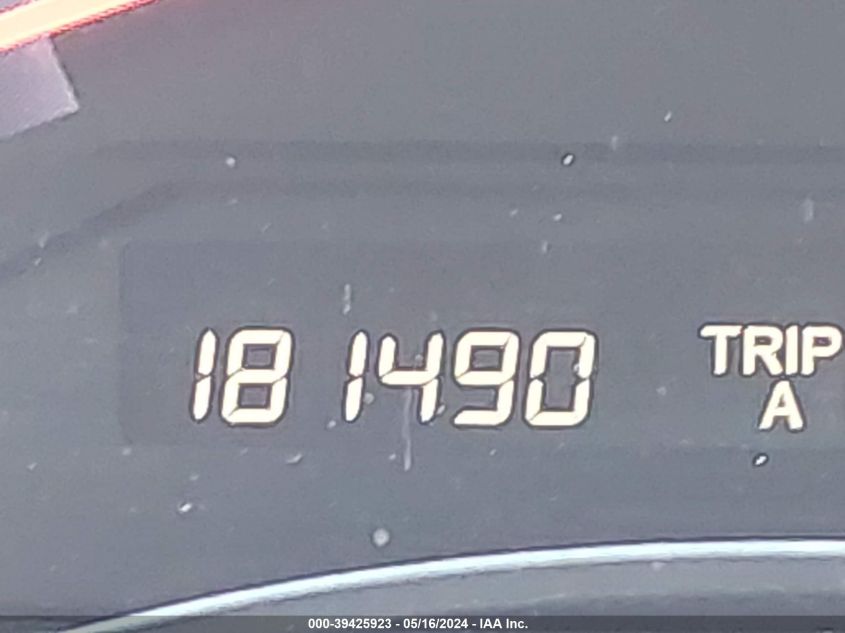 181490 TRIP
A
000-39425923 - 05/16/2024 - IAA Inc.